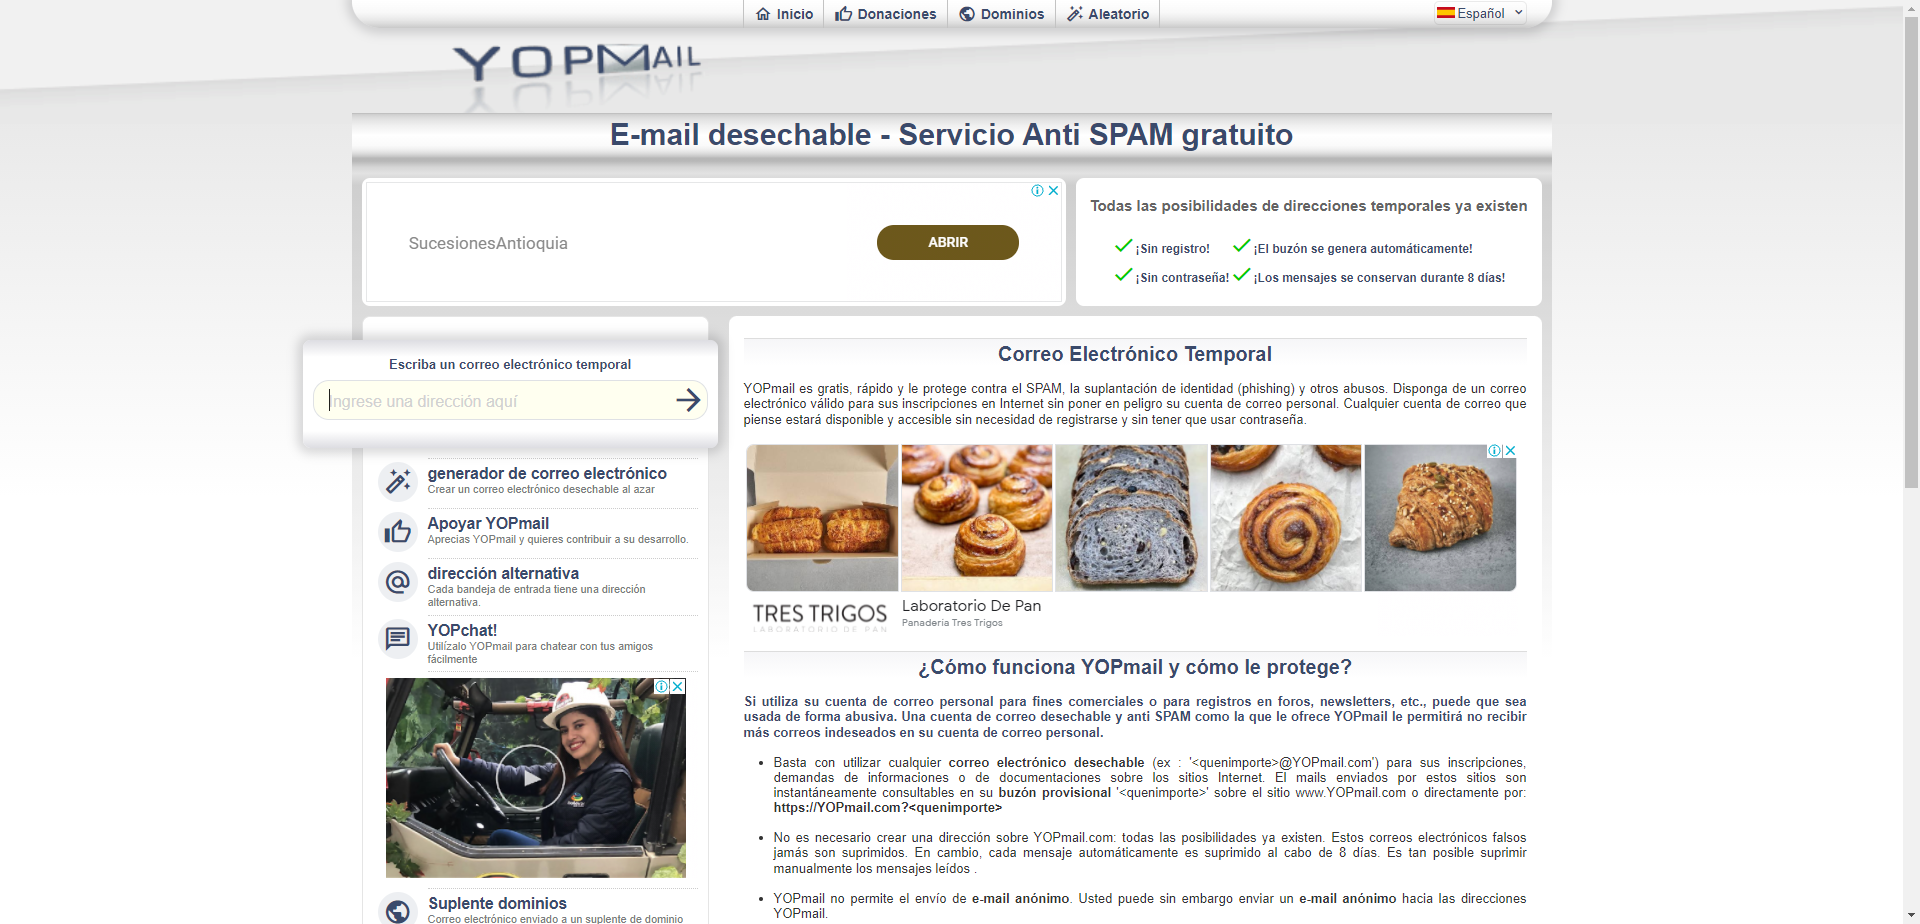 Inicio
Donaciones
Dominios
Aleatorio
Español
YOPMAIL
E-mail desechable - Servicio Anti SPAM gratuito
SucesionesAntioquia
ABRIR
Todas las posibilidades de direcciones temporales ya existen
¡Sin registro!
¡El buzón se genera automáticamente!
¡Sin contraseña!
¡Los mensajes se conservan durante 8 días!
Escriba un correo electrónico temporal
Ingrese una dirección aquí
generador de correo electrónico
Crear un correo electrónico desechable al azar
Apoyar YOPmail
Aprecias YOPmail y quieres contribuir a su desarrollo.
dirección alternativa
Cada bandeja de entrada tiene una dirección
alternativa.
YOPchat!
Utilízalo YOPmail para chatear con tus amigos
fácilmente
Suplente dominios
Correo electrónico enviado a un suplente de dominio
Correo Electrónico Temporal
YOPmail es gratis, rápido y le protege contra el SPAM, la suplantación de identidad (phishing) y otros abusos. Disponga de un correo
electrónico válido para sus inscripciones en Internet sin poner en peligro su cuenta de correo personal. Cualquier cuenta de correo que
piense estará disponible y accesible sin necesidad de registrarse y sin tener que usar contraseña.
TRES TRIGOS
LABORATORIO DE PAN
Laboratorio De Pan
Panadería Tres Trigos
¿Cómo funciona YOPmail y cómo le protege?
Si utiliza su cuenta de correo personal para fines comerciales o para registros en foros, newsletters, etc., puede que sea
usada de forma abusiva. Una cuenta de correo desechable y anti SPAM como la que le ofrece YOPmail le permitirá no recibir
más correos indeseados en su cuenta de correo personal.
• Basta con utilizar cualquier correo electrónico desechable (ex : '<quenimporte>@YOPmail.com') para sus inscripciones,
demandas de informaciones o de documentaciones sobre los sitios Internet. El mails enviados por estos sitios son
instantáneamente consultables en su buzón provisional '<quenimporte>' sobre el sitio www.YOPmail.com o directamente por:
https://YOPmail.com?<quenimporte>
• No es necesario crear una dirección sobre YOPmail.com: todas las posibilidades ya existen. Estos correos electrónicos falsos
jamás son suprimidos. En cambio, cada mensaje automáticamente es suprimido al cabo de 8 días. Es tan posible suprimir
manualmente los mensajes leídos .
• YOPmail no permite el envío de e-mail anónimo. Usted puede sin embargo enviar un e-mail anónimo hacia las direcciones
YOPmail.